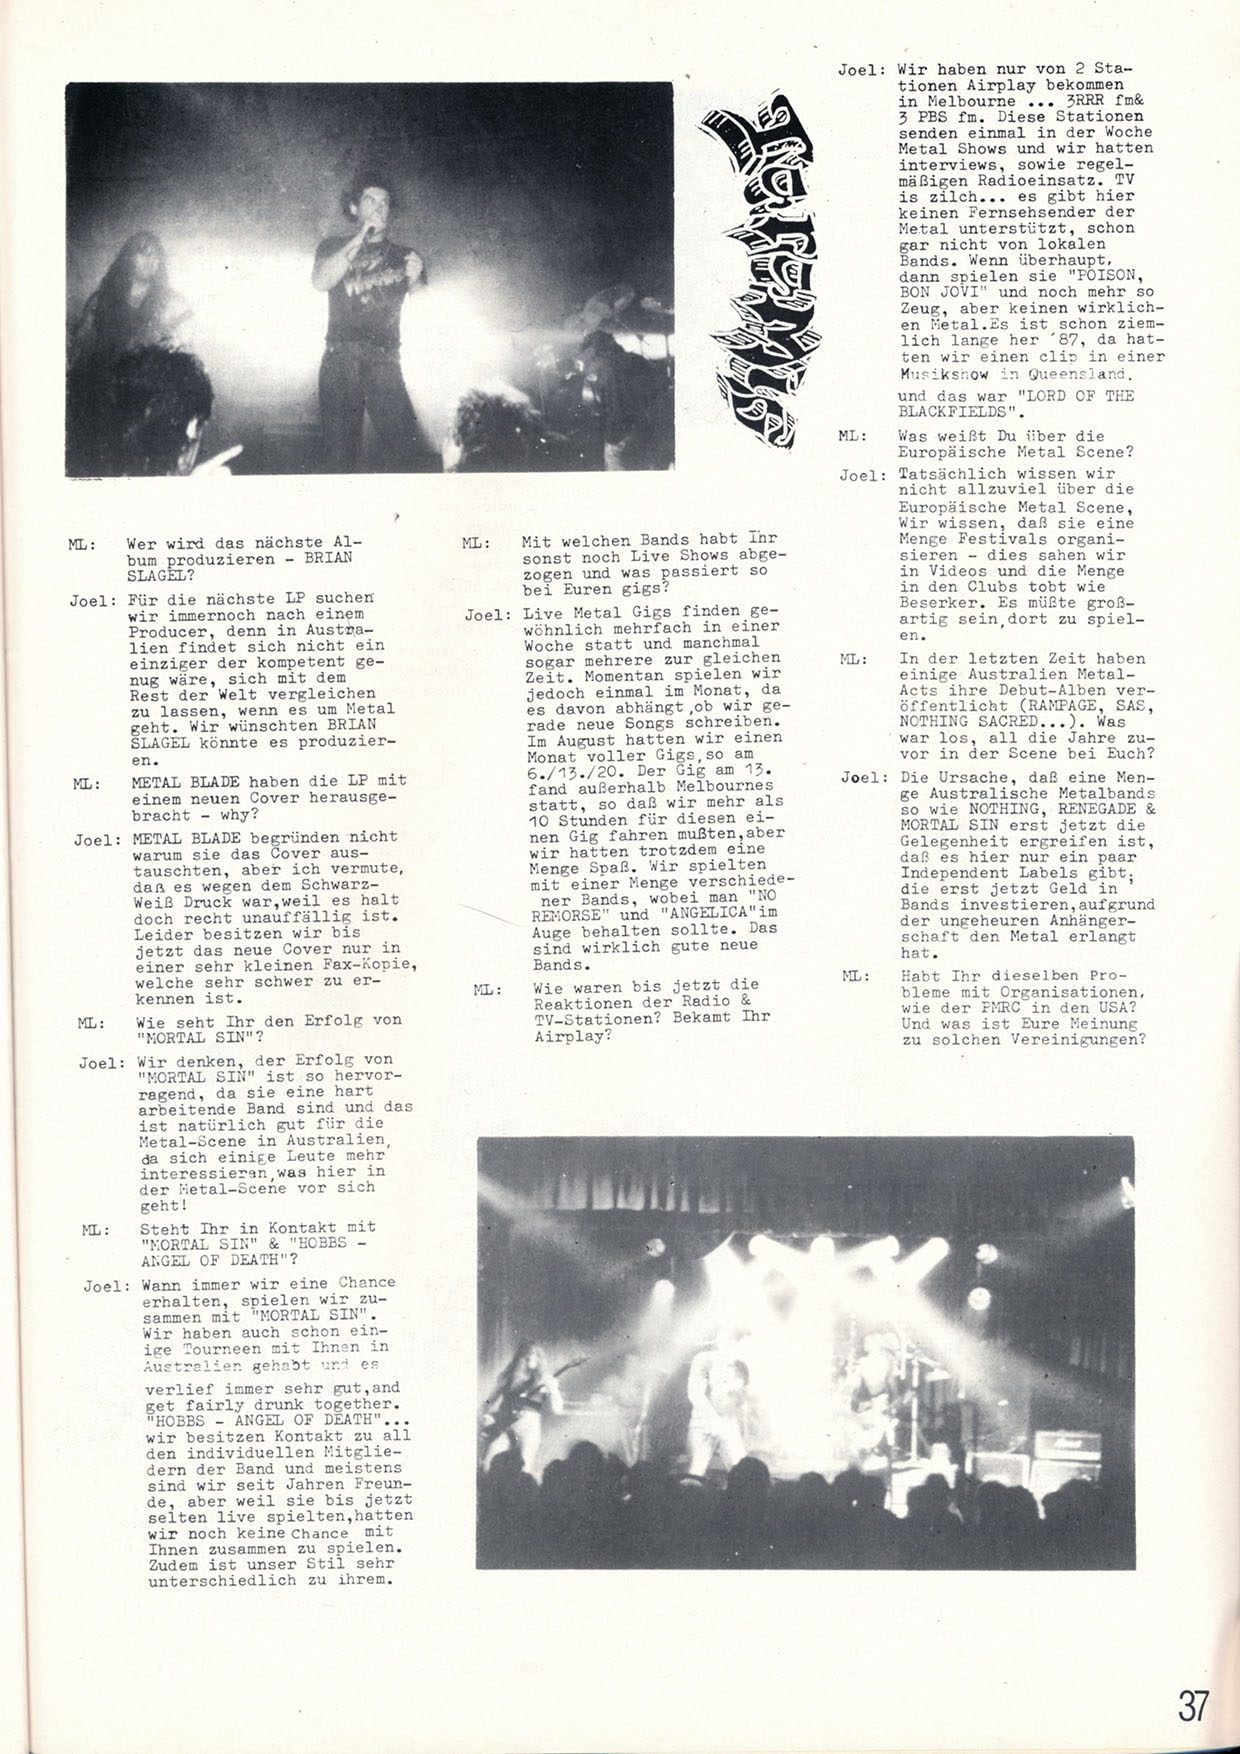 ML: Wer wird das nächste Al-
bum produzieren - BRIAN
SLAGEL?
Joel: Für die nächste LP suchen
wir immernoch nach einem
Producer, denn in Austra-
lien findet sich nicht ein
einziger der kompetent ge-
nug wäre, sich mit dem
Rest der Welt vergleichen
zu lassen, wenn es um Metal
geht. Wir wünschten BRIAN
SLAGEL könnte es produzier-
en.
ML: METAL BLADE haben die LP mit
einem neuen Cover herausge-
bracht - why?
Joel: METAL BLADE begründen nicht
warum sie das Cover aus-
tauschten, aber ich vermute,
daß es wegen dem Schwarz-
Weiß Druck war,weil es halt
doch recht unauffällig ist.
Leider besitzen wir bis
jetzt das neue Cover nur in
einer sehr kleinen Fax-Kopie,
welche sehr schwer zu er-
kennen ist.
ML: Wie seht Ihr den Erfolg von
"MORTAL SIN"?
Joel: Wir denken, der Erfolg von
"MORTAL SIN" ist so hervor-
ragend, da sie eine hart
arbeitende Band sind und das
ist natürlich gut für die
Metal-Scene in Australien,
da sich einige Leute mehr
interessieren,was hier in
der Metal-Scene vor sich
geht!
ML: Steht Ihr in Kontakt mit
"MORTAL SIN" & "HOBBS -
ANGEL OF DEATH"?
Joel: Wann immer wir eine Chance
erhalten, spielen wir zu-
sammen mit "MORTAL SIN".
Wir haben auch schon ein-
ige Tourneen mit Ihnen in
Australien gehabt und es
verlief immer sehr gut,and
get fairly drunk together.
"HOBBS - ANGEL OF DEATH"...
wir besitzen Kontakt zu all
den individuellen Mitglie-
dern der Band und meistens
sind wir seit Jahren Freun-
de, aber weil sie bis jetzt
selten live spielten,hatten
wir noch keine Chance mit
Ihnen zusammen zu spielen.
Zudem ist unser Stil sehr
unterschiedlich zu ihrem.
ML: Mit welchen Bands habt Ihr
sonst noch Live Shows abge-
zogen und was passiert so
bei Euren gigs?
Joel: Live Metal Gigs finden ge-
wöhnlich mehrfach in einer
Woche statt und manchmal
sogar mehrere zur gleichen
Zeit. Momentan spielen wir
jedoch einmal im Monat, da
es davon abhängt,ob wir ge-
rade neue Songs schreiben.
Im August hatten wir einen
Monat voller Gigs,so am
6./13./20. Der Gig am 13.
fand außerhalb Melbournes
statt, so daß wir mehr als
10 Stunden für diesen ei-
nen Gig fahren mußten,aber
wir hatten trotzdem eine
Menge Spaß. Wir spielten
mit einer Menge verschiede-
ner Bands, wobei man "NO
REMORSE" und "ANGELICA"im
Auge behalten sollte. Das
sind wirklich gute neue
Bands.
ML: Wie waren bis jetzt die
Reaktionen der Radio &
TV-Stationen? Bekamt Ihr
Airplay?
Joel: Wir haben nur von 2 Sta-
tionen Airplay bekommen
in Melbourne ... 3RRR fm&
3 PBS fm. Diese Stationen
senden einmal in der Woche
Metal Shows und wir hatten
interviews, sowie regel-
mäßigen Radioeinsatz. TV
is zilch... es gibt hier
keinen Fernsehsender der
Metal unterstützt, schon
gar nicht von lokalen
Bands. Wenn überhaupt,
dann spielen sie "POISON,
BON JOVI" und noch mehr so
Zeug, aber keinen wirklich-
en Metal.Es ist schon ziem-
lich lange her ´87, da hat-
ten wir einen clip in einer
Musikshow in Queensland.
und das war "LORD OF THE
BLACKFIELDS".
ML: Was weißt Du über die
Europäische Metal Scene?
Joel: Tatsächlich wissen wir
nicht allzuviel über die
Europäische Metal Scene,
Wir wissen, daß sie eine
Menge Festivals organi-
sieren - dies sahen wir
in Videos und die Menge
in den Clubs tobt wie
Beserker. Es müßte groß-
artig sein,dort zu spiel-
en.
ML: In der letzten Zeit haben
einige Australien Metal-
Acts ihre Debut-Alben ver-
öffentlicht (RAMPAGE, SAS,
NOTHING SACRED...). Was
war los, all die Jahre zu-
vor in der Scene bei Euch?
Joel: Die Ursache, daß eine Men-
ge Australische Metalbands
so wie NOTHING, RENEGADE &
MORTAL SIN erst jetzt die
Gelegenheit ergreifen ist,
daß es hier nur ein paar
Independent Labels gibt,
die erst jetzt Geld in
Bands investieren,aufgrund
der ungeheuren Anhänger-
schaft den Metal erlangt
hat.
ML: Habt Ihr dieselben Pro-
bleme mit Organisationen,
wie der PMRC in den USA?
Und was ist Eure Meinung
zu solchen Vereinigungen?
37